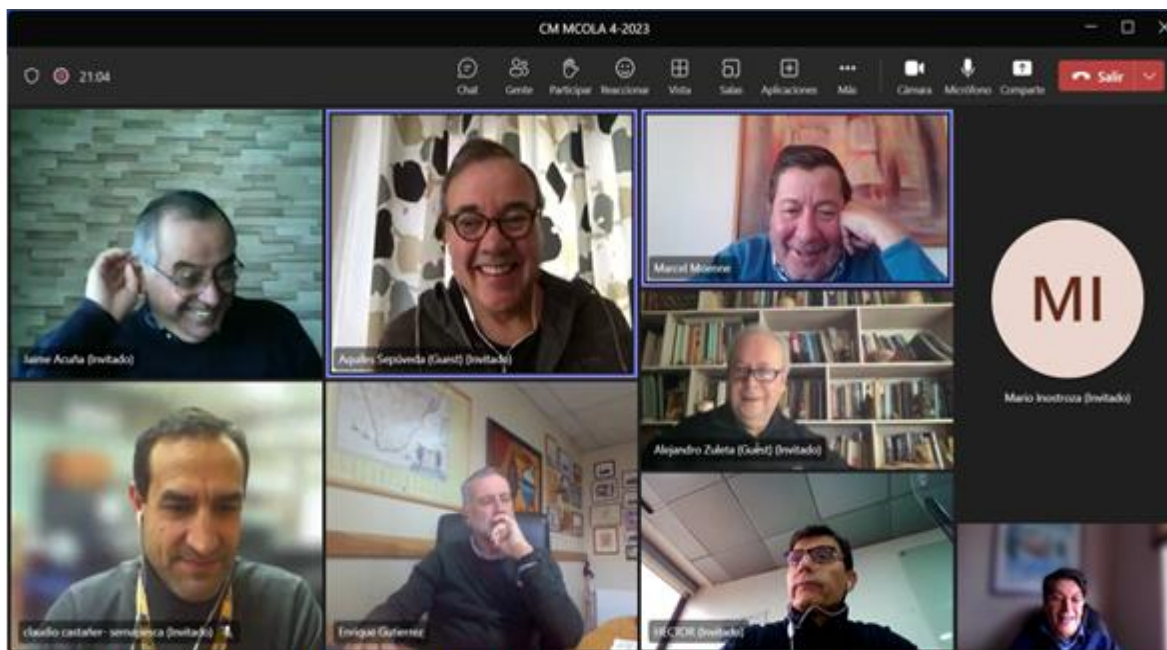 CM MCOLA 4-2023
21:04
Chat
Gente
Participar
Reaccionar
Vista
Salas
Aplicaciones
Más
Cámara
Micrófono
Comparte
Salir
Jaime Acuña (Invitado)
Aquiles Sepúveda (Guest) (Invitado)
Marcel Moenne
MI
Mario Inostroza (Invitado)
Alejandro Zuleta (Guest) (Invitado)
claudio castañer- sernapesca (Invitado)
Enrique Gutierrez
HECTOR (Invitado)